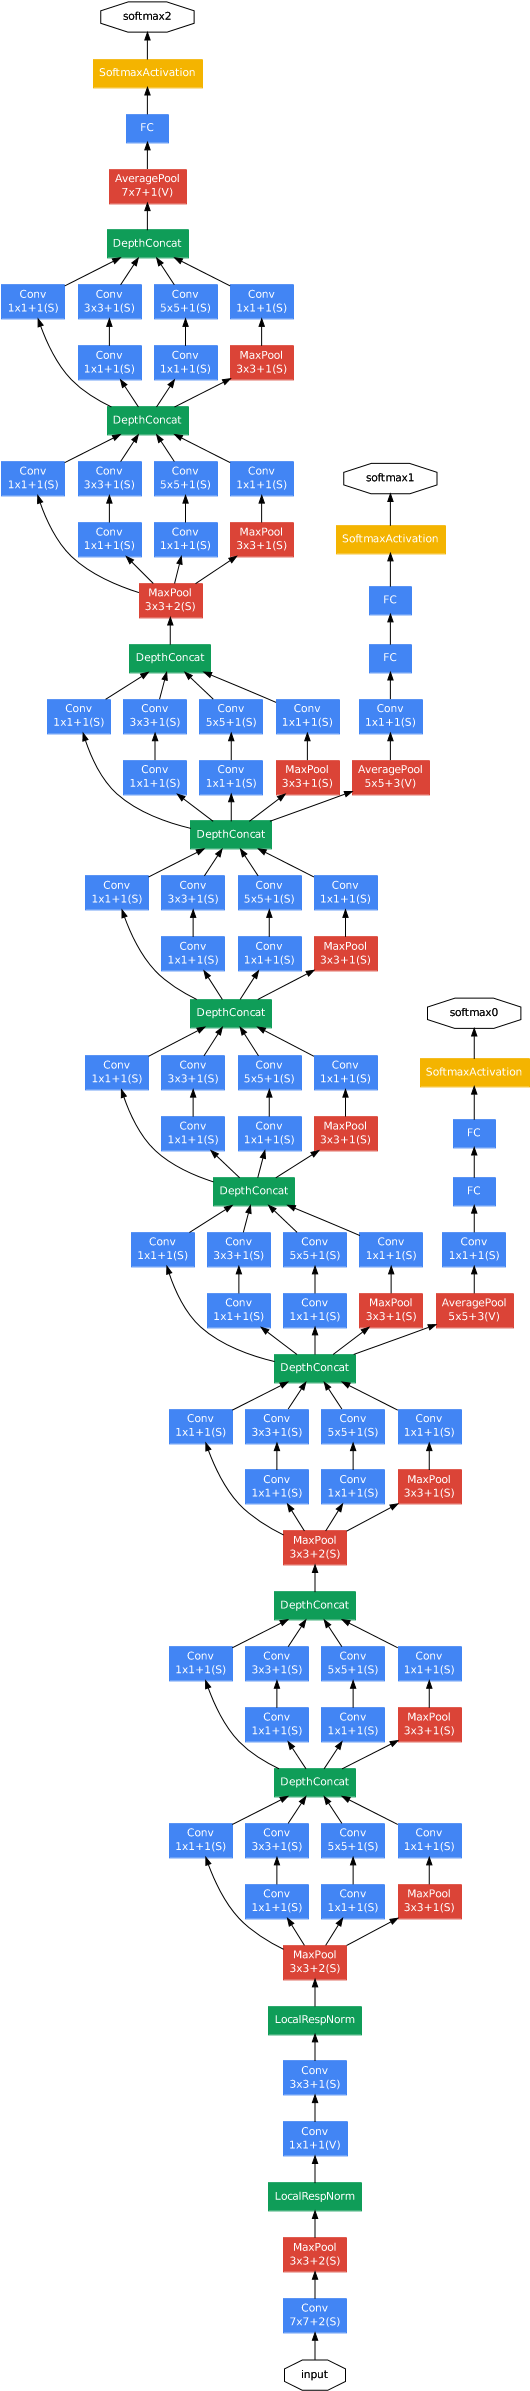 softmax2
SoftmaxActivation
FC
AveragePool
7x7+1(V)
DepthConcat
Conv Conv Conv Conv
1x1+1(S) 3x3+1(S) 5x5+1(S) 1x1+1(S)
Conv Conv MaxPool
1x1+1(S) 1x1+1(S) 3x3+1(S)
DepthConcat
Conv Conv Conv Conv
1x1+1(S) 3x3+1(S) 5x5+1(S) 1x1+1(S)
softmax1
Conv Conv MaxPool
1x1+1(S) 1x1+1(S) 3x3+1(S)
SoftmaxActivation
MaxPool
3x3+2(S)
FC
DepthConcat FC
Conv Conv Conv Conv Conv
1x1+1(S) 3x3+1(S) 5x5+1(S) 1x1+1(S) 1x1+1(S)
Conv Conv MaxPool AveragePool
1x1+1(S) 1x1+1(S) 3x3+1(S) 5x5+3(V)
DepthConcat
Conv Conv Conv Conv
1x1+1(S) 3x3+1(S) 5x5+1(S) 1x1+1(S)
Conv Conv MaxPool
1x1+1(S) 1x1+1(S) 3x3+1(S)
DepthConcat softmax0
Conv Conv Conv Conv
1x1+1(S) 3x3+1(S) 5x5+1(S) 1x1+1(S)
SoftmaxActivation
Conv Conv MaxPool
1x1+1(S) 1x1+1(S) 3x3+1(S)
FC
DepthConcat FC
Conv Conv Conv Conv Conv
1x1+1(S) 3x3+1(S) 5x5+1(S) 1x1+1(S) 1x1+1(S)
Conv Conv MaxPool AveragePool
1x1+1(S) 1x1+1(S) 3x3+1(S) 5x5+3(V)
DepthConcat
Conv Conv Conv Conv
1x1+1(S) 3x3+1(S) 5x5+1(S) 1x1+1(S)
Conv Conv MaxPool
1x1+1(S) 1x1+1(S) 3x3+1(S)
MaxPool
3x3+2(S)
DepthConcat
Conv Conv Conv Conv
1x1+1(S) 3x3+1(S) 5x5+1(S) 1x1+1(S)
Conv Conv MaxPool
1x1+1(S) 1x1+1(S) 3x3+1(S)
DepthConcat
Conv Conv Conv Conv
1x1+1(S) 3x3+1(S) 5x5+1(S) 1x1+1(S)
Conv Conv MaxPool
1x1+1(S) 1x1+1(S) 3x3+1(S)
MaxPool
3x3+2(S)
LocalRespNorm
Conv
3x3+1(S)
Conv
1x1+1(V)
LocalRespNorm
MaxPool
3x3+2(S)
Conv
7x7+2(S)
input